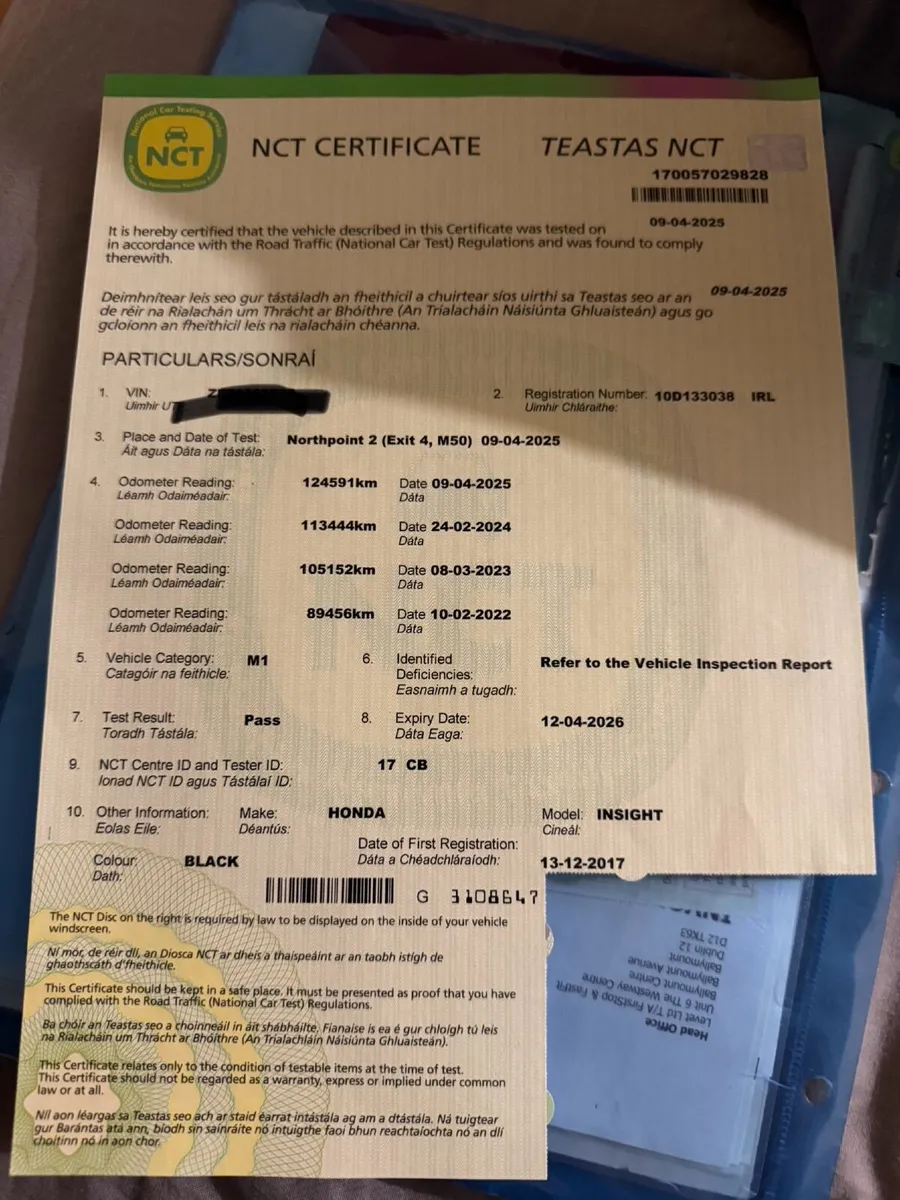 National Car Testing Service
NCT
NCT CERTIFICATE
TEASTAS NCT
170057029828
It is hereby certified that the vehicle described in this Certificate was tested on 09-04-2025
in accordance with the Road Traffic (National Car Test) Regulations and was found to comply
therewith.
Deimhnítear leis seo gur tástáladh an fheithicil a chuirtear síos uirthi sa Teastas seo ar an 09-04-2025
de réir na Rialachán um Thrácht ar Bhóithre (An Trialacháin Náisiúnta Ghluaisteán) agus go
gcloíonn an fheithicil leis na rialacháin chéanna.
PARTICULARS/SONRAÍ
1. VIN:
Uimhir
2. Registration Number: 10D133038 IRL
Uimhir Chláraithe:
3. Place and Date of Test: Northpoint 2 (Exit 4, M50) 09-04-2025
Áit agus Dáta na tástála:
4. Odometer Reading: 124591km Date 09-04-2025
Léamh Odaiméadair: Dáta
Odometer Reading: 113444km Date 24-02-2024
Léamh Odaiméadair: Dáta
Odometer Reading: 105152km Date 08-03-2023
Léamh Odaiméadair: Dáta
Odometer Reading: 89456km Date 10-02-2022
Léamh Odaiméadair: Dáta
5. Vehicle Category: M1
Catagóir na feithicle:
6. Identified
Deficiencies:
Easnaimh a tugadh:
Refer to the Vehicle Inspection Report
7. Test Result: Pass
Toradh Tástála:
8. Expiry Date: 12-04-2026
Dáta Eaga:
9. NCT Centre ID and Tester ID: 17 CB
Ionad NCT ID agus Tástálaí ID:
10. Other Information: Make: HONDA Model: INSIGHT
Eolas Eile: Déantús: Cineál:
Date of First Registration:
Dáta a Chéadchláraíodh: 13-12-2017
Colour: BLACK
Dath:
G 3108647
The NCT Disc on the right is required by law to be displayed on the inside of your vehicle
windscreen.
Ní mór, de réir dlí, an Diosca NCT ar dheis a thaispeáint ar an taobh istigh de
ghaothscáth d'fheithicle.
This Certificate should be kept in a safe place. It must be presented as proof that you have
complied with the Road Traffic (National Car Test) Regulations.
Ba chóir an Teastas seo a choinneáil in áit shábháilte. Fianaise is ea é gur chloígh tú leis
na Rialacháin um Thrácht ar Bhóithre (An Trialachláin Náisiúnta Ghluaisteán).
This Certificate relates only to the condition of testable items at the time of test.
This Certificate should not be regarded as a warranty, express or implied under common
law or at all.
Níl aon léargas sa Teastas seo ach ar staid éarraí intástála ag am a dtástála. Ná tuigtear
gur Barántas atá ann, bíodh sin sainráite nó intuigthe faoi bhun reachtaíochta nó an dlí
choitinn nó in aon chor.
Head Office
Level Ltd T/A Firststop & Fastfit
Unit 6 The Westway Centre
Ballymount Centre
Ballymount Avenue
Ballymount
Dublin 12